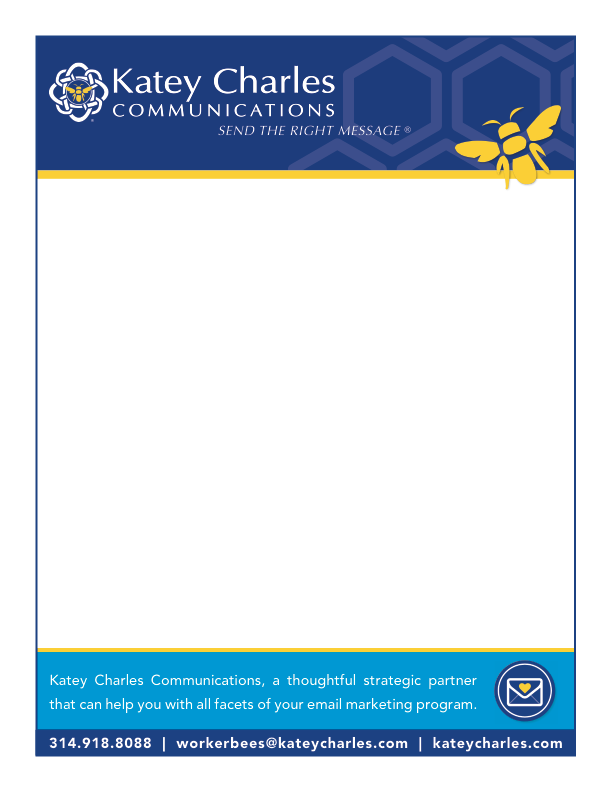 Katey Charles
COMMUNICATIONS
SEND THE RIGHT MESSAGE ®
Katey Charles Communications, a thoughtful strategic partner
that can help you with all facets of your email marketing program.
314.918.8088 | workerbees@kateycharles.com | kateycharles.com